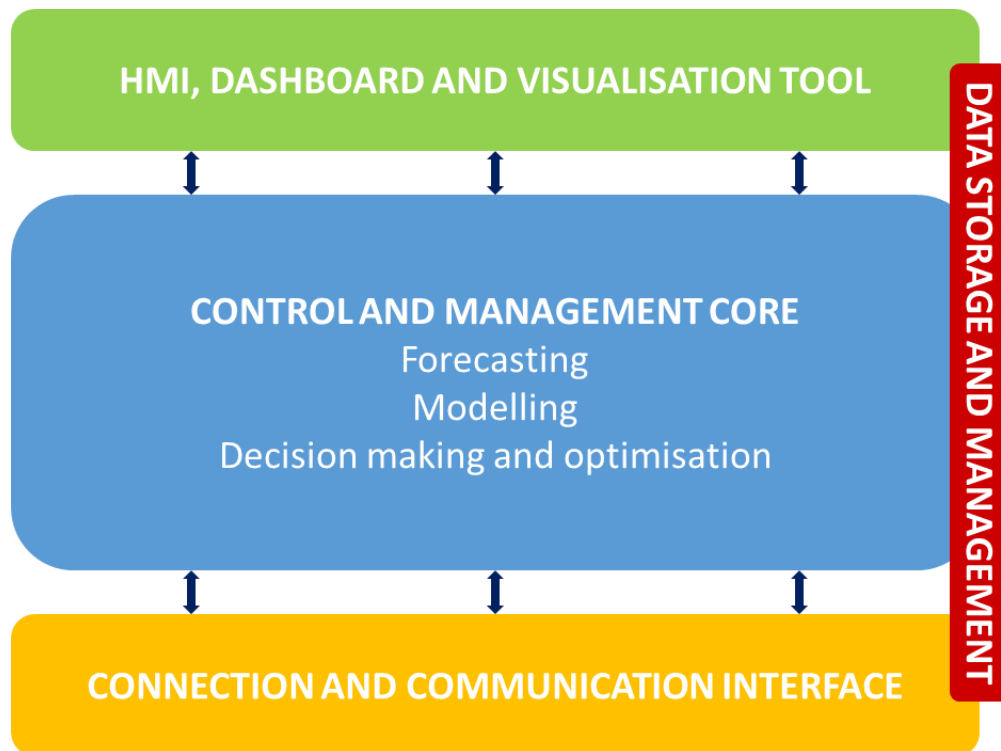 HMI, DASHBOARD AND VISUALISATION TOOL
CONTROL AND MANAGEMENT CORE
Forecasting
Modelling
Decision making and optimisation
CONNECTION AND COMMUNICATION INTERFACE
DATA STORAGE AND MANAGEMENT